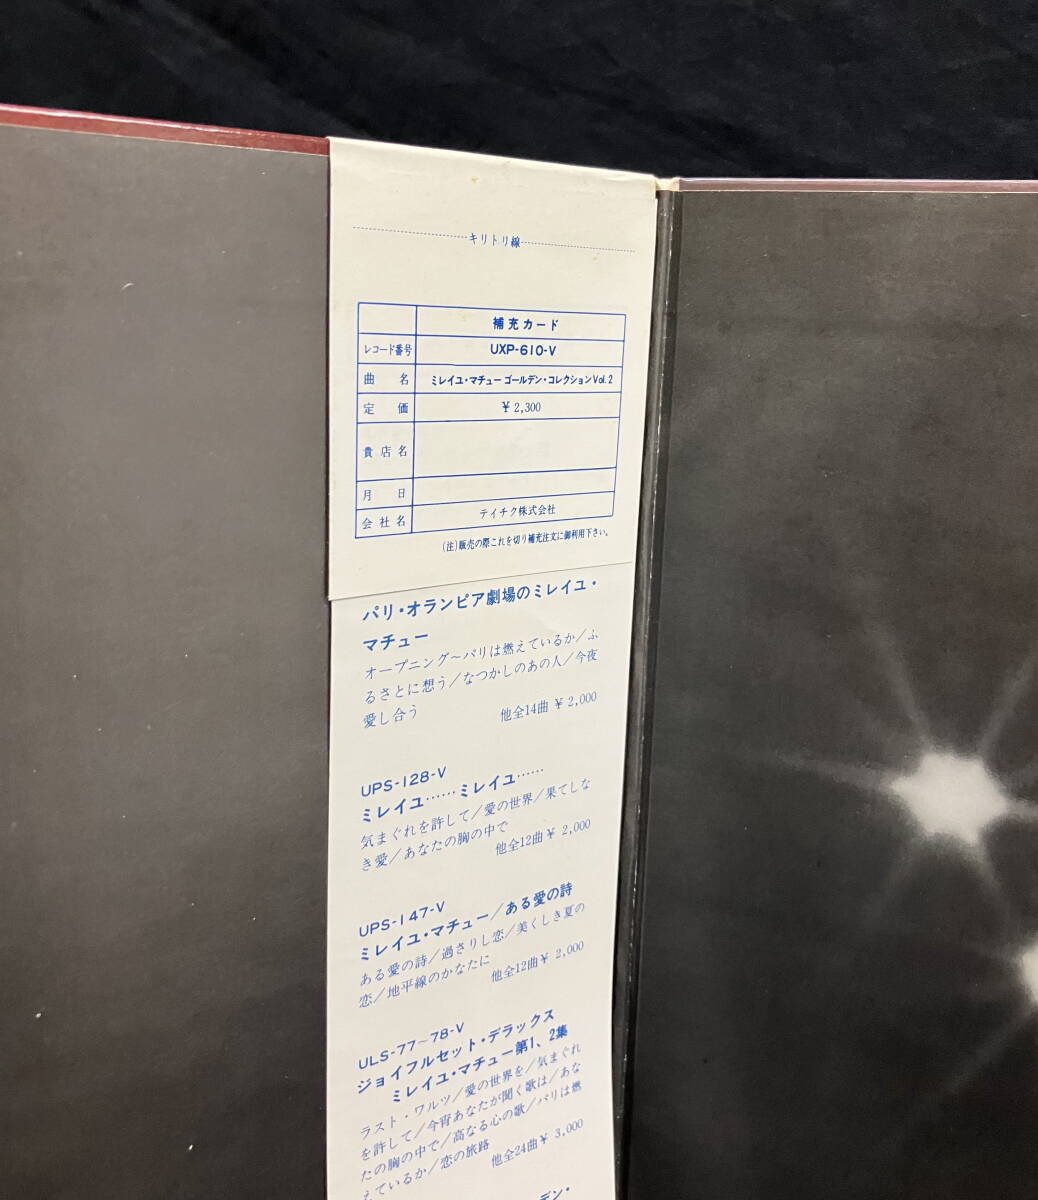 キリトリ線
補充カード
レコード番号 UXP-610-V
曲名 ミレイユ・マチュー ゴールデン・コレクションVol.2
定価 ¥2,300
貴店名
月日
会社名 テイチク株式会社
(注)販売の際これを切り補充注文に御利用下さい。
パリ・オランピア劇場のミレイユ・
マチュー
オープニング〜パリは燃えているか/ふ
るさとに想う/なつかしのあの人/今夜
愛し合う 他全14曲 ¥2,000
UPS-128-V
ミレイユ……ミレイユ……
気まぐれを許して/愛の世界/果てしな
き愛/あなたの胸の中で
他全12曲 ¥2,000
UPS-147-V
ミレイユ・マチュー/ある愛の詩
ある愛の詩/過さりし恋/美くしき夏の
恋/地平線のかなたに 他全12曲 ¥2,000
ULS-77〜78-V
ジョイフルセット・デラックス
ミレイユ・マチュー第1、2集
ラスト・ワルツ/愛の世界を/気まぐれ
を許して/今宵あなたが聞く歌は/あな
たの胸の中で/高なる心の歌/パリは燃
えているか/恋の旅路 他全24曲 ¥3,000
デン・